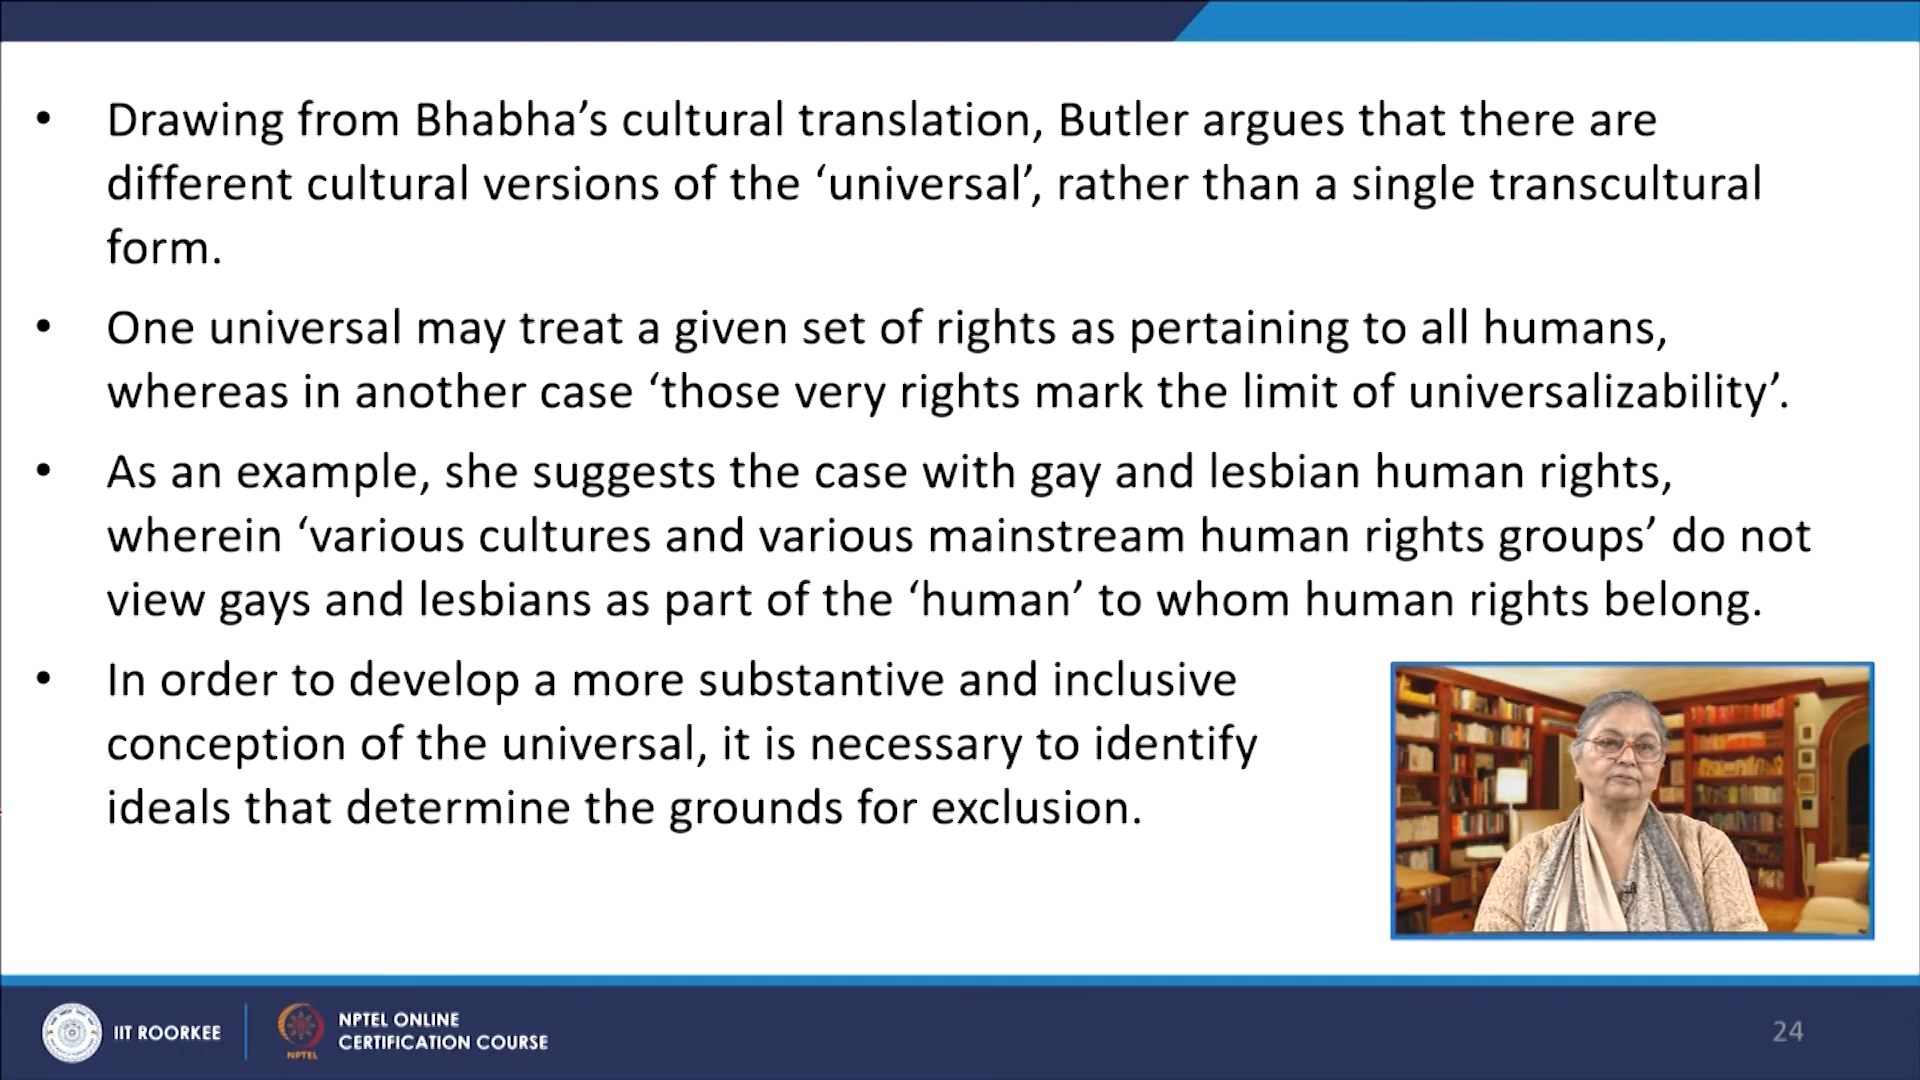 • Drawing from Bhabha’s cultural translation, Butler argues that there are
different cultural versions of the ‘universal’, rather than a single transcultural
form.
• One universal may treat a given set of rights as pertaining to all humans,
whereas in another case ‘those very rights mark the limit of universalizability’.
• As an example, she suggests the case with gay and lesbian human rights,
wherein ‘various cultures and various mainstream human rights groups’ do not
view gays and lesbians as part of the ‘human’ to whom human rights belong.
• In order to develop a more substantive and inclusive
conception of the universal, it is necessary to identify
ideals that determine the grounds for exclusion.
IIT ROORKEE
NPTEL
NPTEL ONLINE
CERTIFICATION COURSE
24